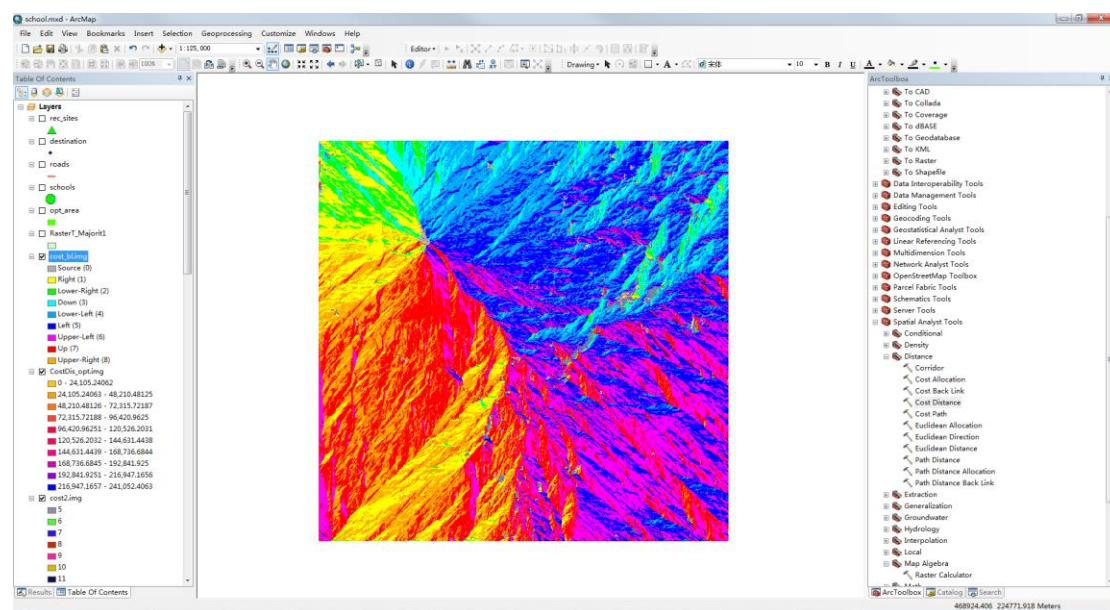 school.mxd - ArcMap
File Edit View Bookmarks Insert Selection Geoprocessing Customize Windows Help
1:125,000
Editor
100%
Drawing
宋体
10
B I U A
Table Of Contents
Layers
rec_sites
destination
roads
schools
opt_area
RasterT_Majorit1
cost_bl.img
Source (0)
Right (1)
Lower-Right (2)
Down (3)
Lower-Left (4)
Left (5)
Upper-Left (6)
Up (7)
Upper-Right (8)
CostDis_opt.img
0 - 24,105.24062
24,105.24063 - 48,210.48125
48,210.48126 - 72,315.72187
72,315.72188 - 96,420.9625
96,420.96251 - 120,526.2031
120,526.2032 - 144,631.4438
144,631.4439 - 168,736.6844
168,736.6845 - 192,841.925
192,841.9251 - 216,947.1656
216,947.1657 - 241,052.4063
cost2.img
5
6
7
8
9
10
11
Results Table Of Contents
ArcToolbox
To CAD
To Collada
To Coverage
To dBASE
To Geodatabase
To KML
To Raster
To Shapefile
Data Interoperability Tools
Data Management Tools
Editing Tools
Geocoding Tools
Geostatistical Analyst Tools
Linear Referencing Tools
Multidimension Tools
Network Analyst Tools
OpenStreetMap Toolbox
Parcel Fabric Tools
Schematics Tools
Server Tools
Spatial Analyst Tools
Conditional
Density
Distance
Corridor
Cost Allocation
Cost Back Link
Cost Distance
Cost Path
Euclidean Allocation
Euclidean Direction
Euclidean Distance
Path Distance
Path Distance Allocation
Path Distance Back Link
Extraction
Generalization
Groundwater
Hydrology
Interpolation
Local
Map Algebra
Raster Calculator
ArcToolbox Catalog Search
468924.406 224771.918 Meters